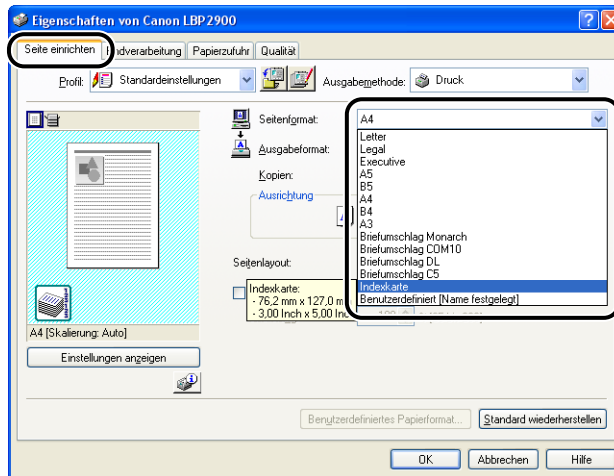 Eigenschaften von Canon LBP2900
Seite einrichten
ndverarbeitung
Papierzufuhr
Qualität
Profil:
Standardeinstellungen
Ausgabemethode:
Druck
Seitenformat:
A4
Ausgabeformat:
Kopien:
Ausrichtung
Letter
Legal
Executive
A5
B5
A4
B4
A3
Briefumschlag Monarch
Briefumschlag COM10
Briefumschlag DL
Briefumschlag C5
Indexkarte
Benutzerdefiniert [Name festgelegt]
Seitenlayout:
Indexkarte:
- 76,2 mm x 127,0 mm
- 3,00 Inch x 5,00 Inch
A4 [Skalierung: Auto]
Einstellungen anzeigen
Benutzerdefiniertes Papierformat...
Standard wiederherstellen
OK
Abbrechen
Hilfe